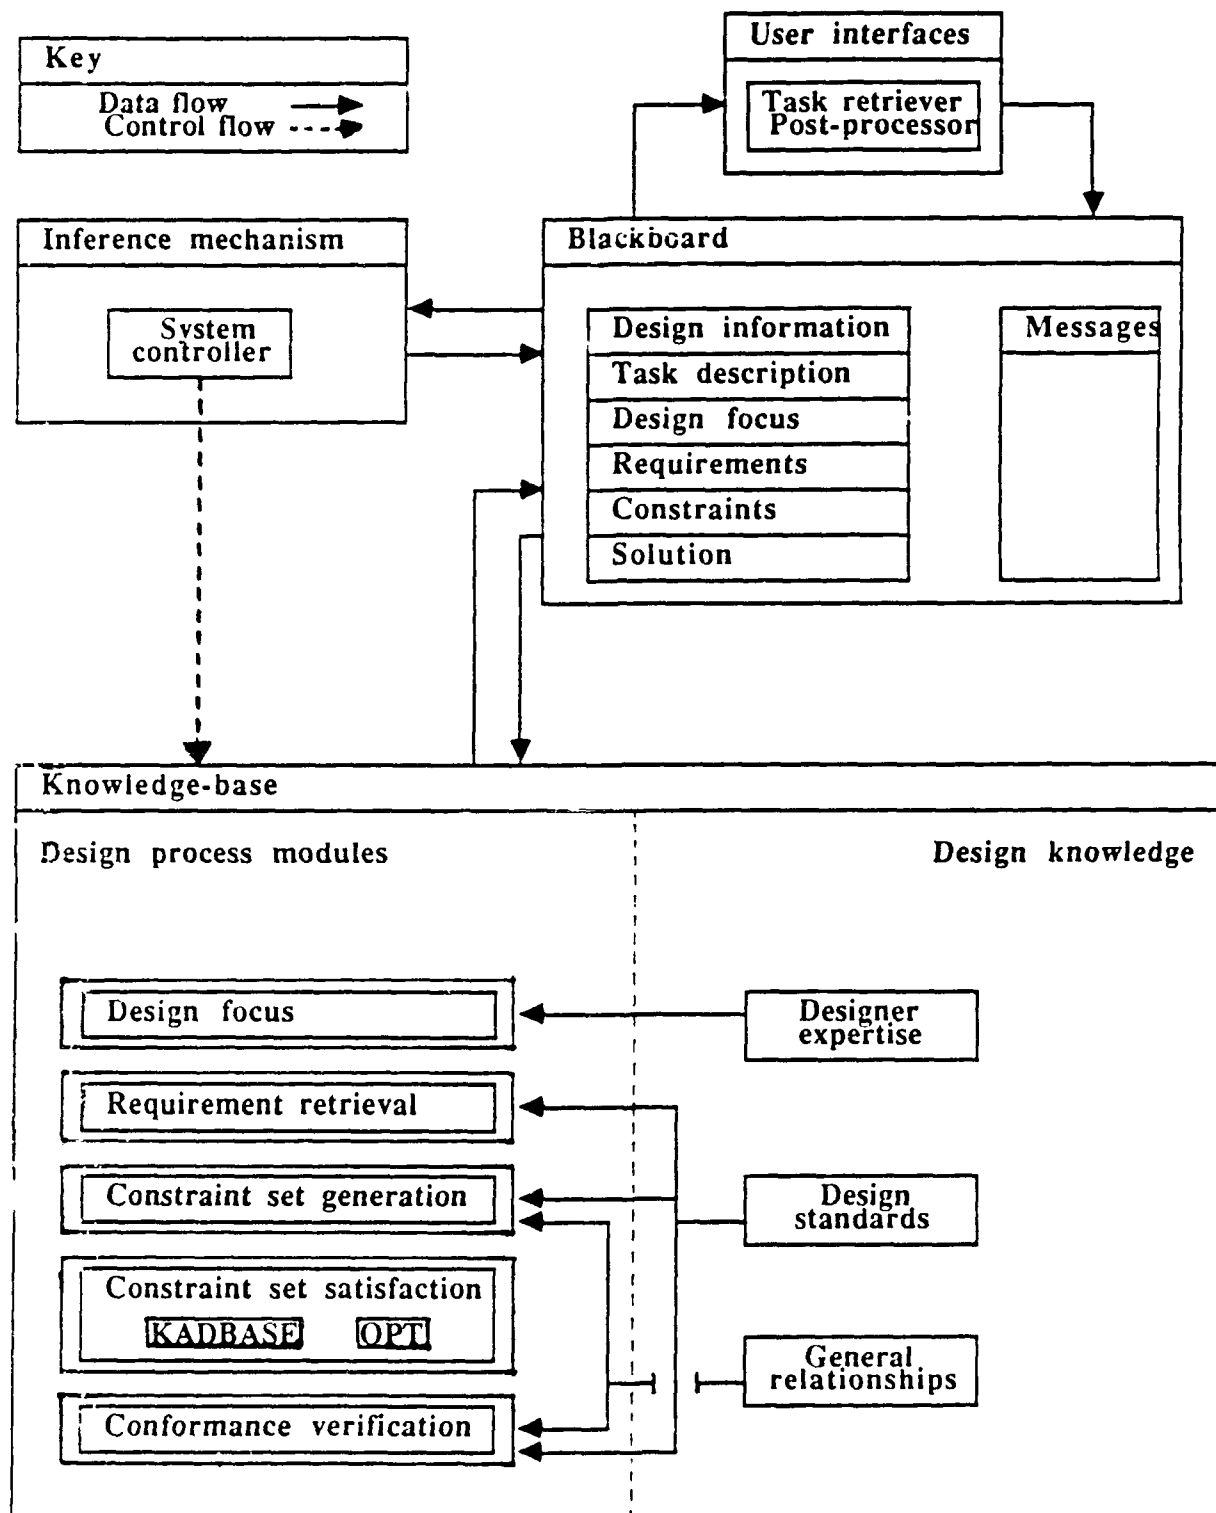 Key
Data flow
Control flow
User interfaces
Task retriever
Post-processor
Inference mechanism
System
controller
Blackboard
Design information
Task description
Design focus
Requirements
Constraints
Solution
Messages
Knowledge-base
Design process modules
Design knowledge
Design focus
Requirement retrieval
Constraint set generation
Constraint set satisfaction
KADBASE OPT
Conformance verification
Designer
expertise
Design
standards
General
relationships